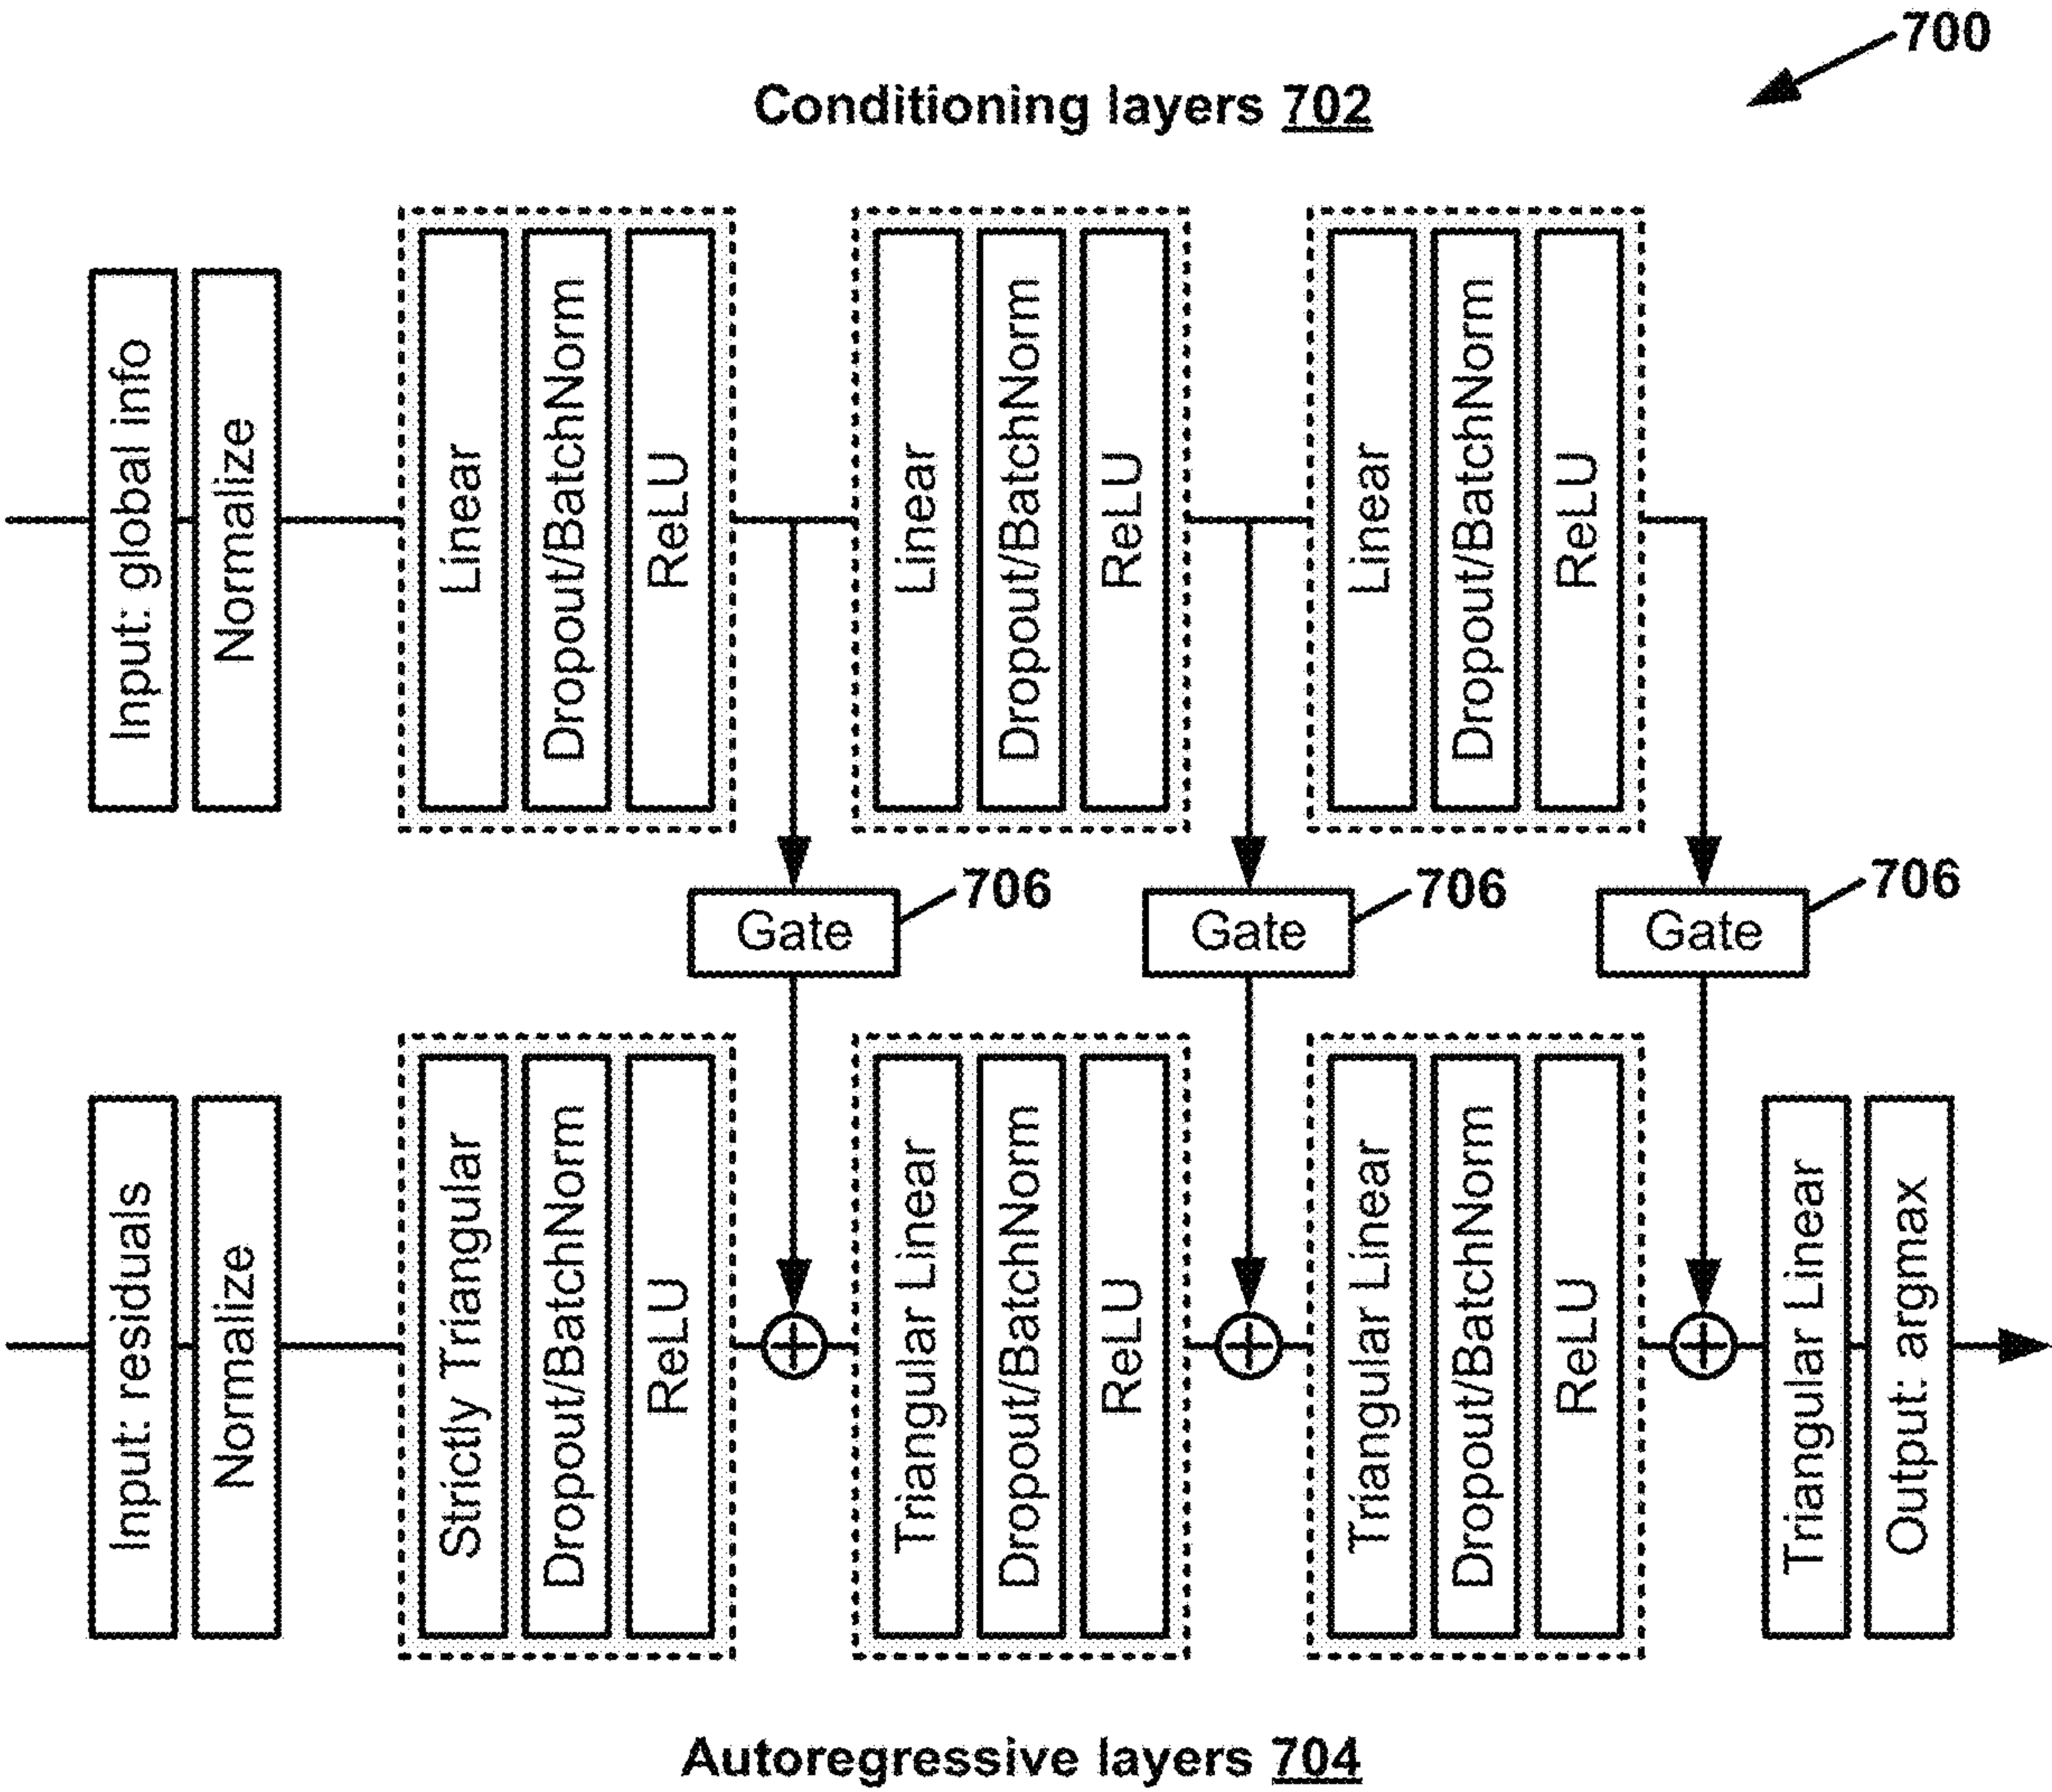 700
Conditioning layers 702
Input: global info
Normalize
Linear
Dropout/BatchNorm
ReLU
Linear
Dropout/BatchNorm
ReLU
Linear
Dropout/BatchNorm
ReLU
Gate
706
Gate
706
Gate
706
Input: residuals
Normalize
Strictly Triangular
Dropout/BatchNorm
ReLU
Triangular Linear
Dropout/BatchNorm
ReLU
Triangular Linear
Dropout/BatchNorm
ReLU
Triangular Linear
Output: argmax
Autoregressive layers 704